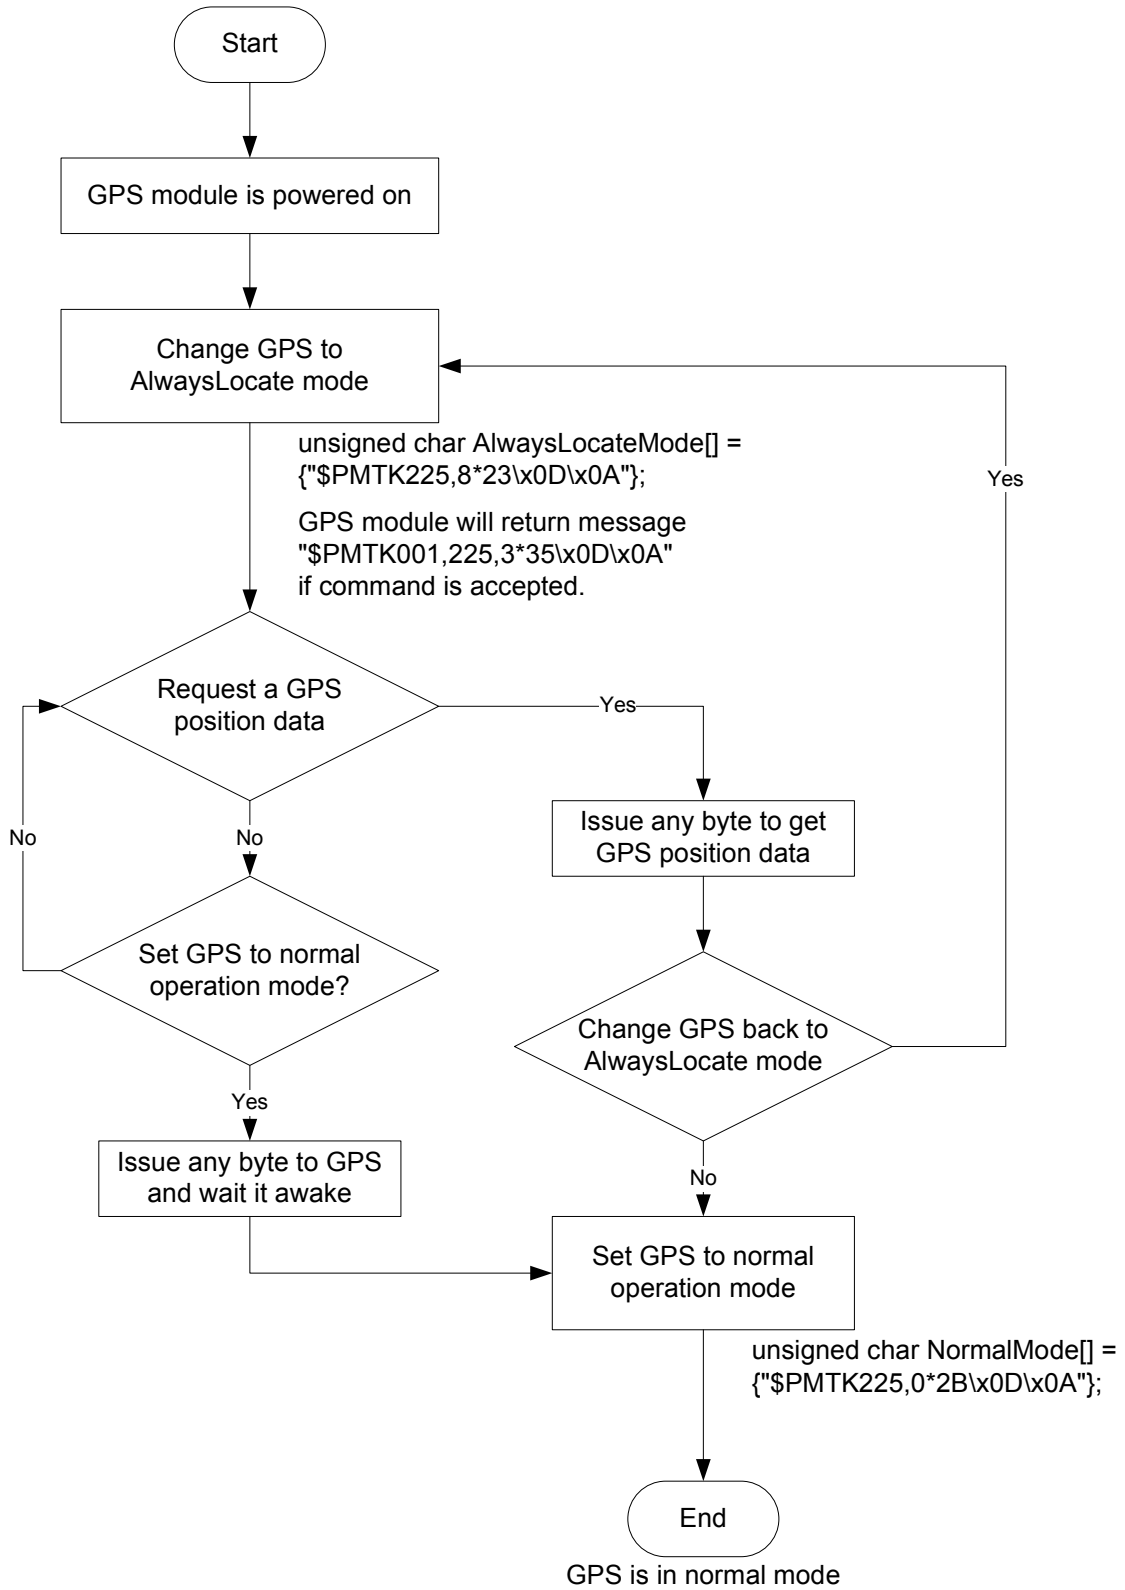 Start
GPS module is powered on
Change GPS to
AlwaysLocate mode
unsigned char AlwaysLocateMode[] =
{"$PMTK225,8*23\x0D\x0A"};
Yes
GPS module will return message
"$PMTK001,225,3*35\x0D\x0A"
if command is accepted.
Request a GPS
position data
Yes
No
No
Issue any byte to get
GPS position data
Set GPS to normal
operation mode?
Change GPS back to
AlwaysLocate mode
Yes
Issue any byte to GPS
and wait it awake
No
Set GPS to normal
operation mode
unsigned char NormalMode[] =
{"$PMTK225,0*2B\x0D\x0A"};
End
GPS is in normal mode